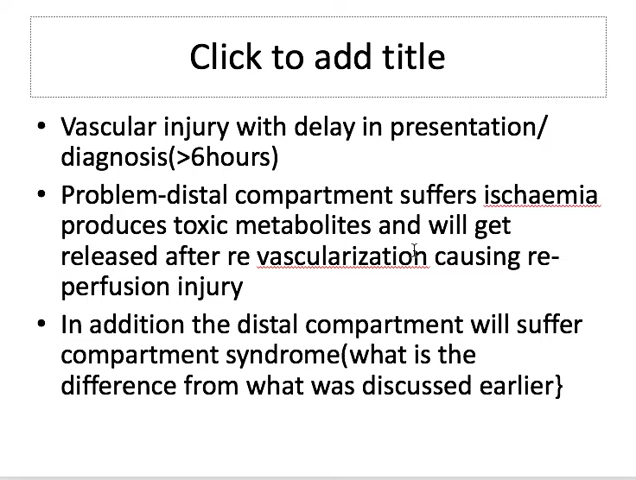 Click to add title
• Vascular injury with delay in presentation/
diagnosis(>6hours)
• Problem-distal compartment suffers ischaemia
produces toxic metabolites and will get
released after re vascularization causing re-
perfusion injury
• In addition the distal compartment will suffer
compartment syndrome(what is the
difference from what was discussed earlier}